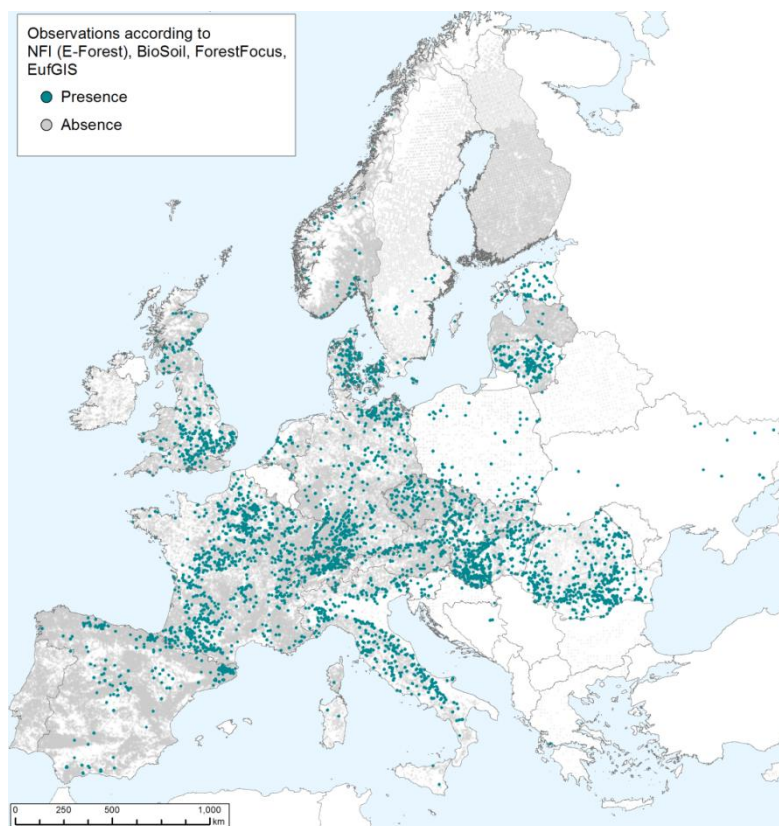 Observations according to
NFI (E-Forest), BioSoil, ForestFocus,
EufGIS
Presence
Absence
0 250 500 1,000
km